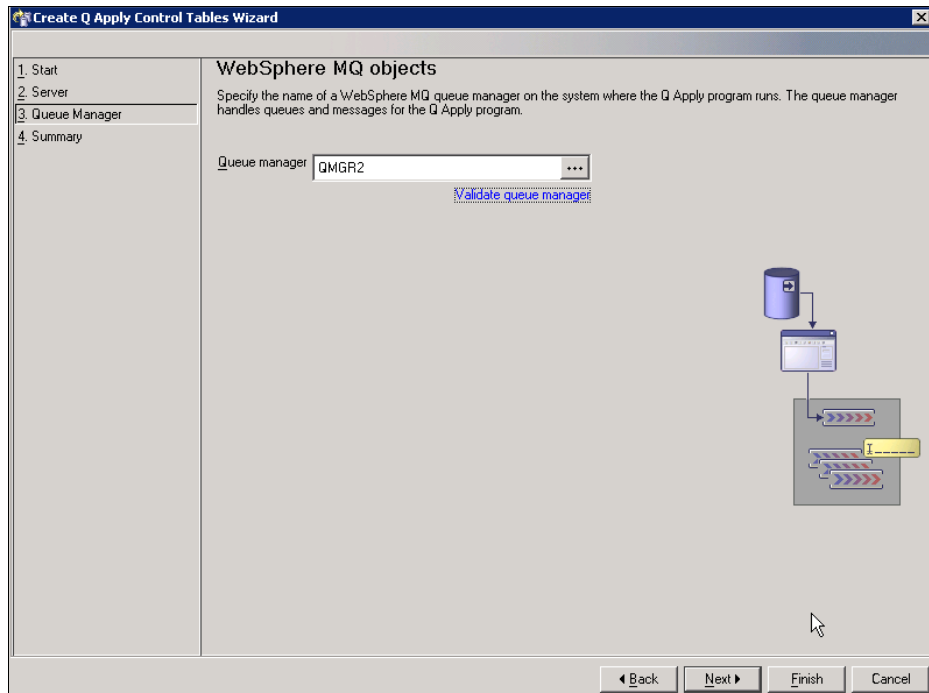 Create Q Apply Control Tables Wizard
1. Start
2. Server
3. Queue Manager
4. Summary
WebSphere MQ objects
Specify the name of a WebSphere MQ queue manager on the system where the Q Apply program runs. The queue manager
handles queues and messages for the Q Apply program.
Queue manager QMGR2 ...
Validate queue manager
Back Next Finish Cancel